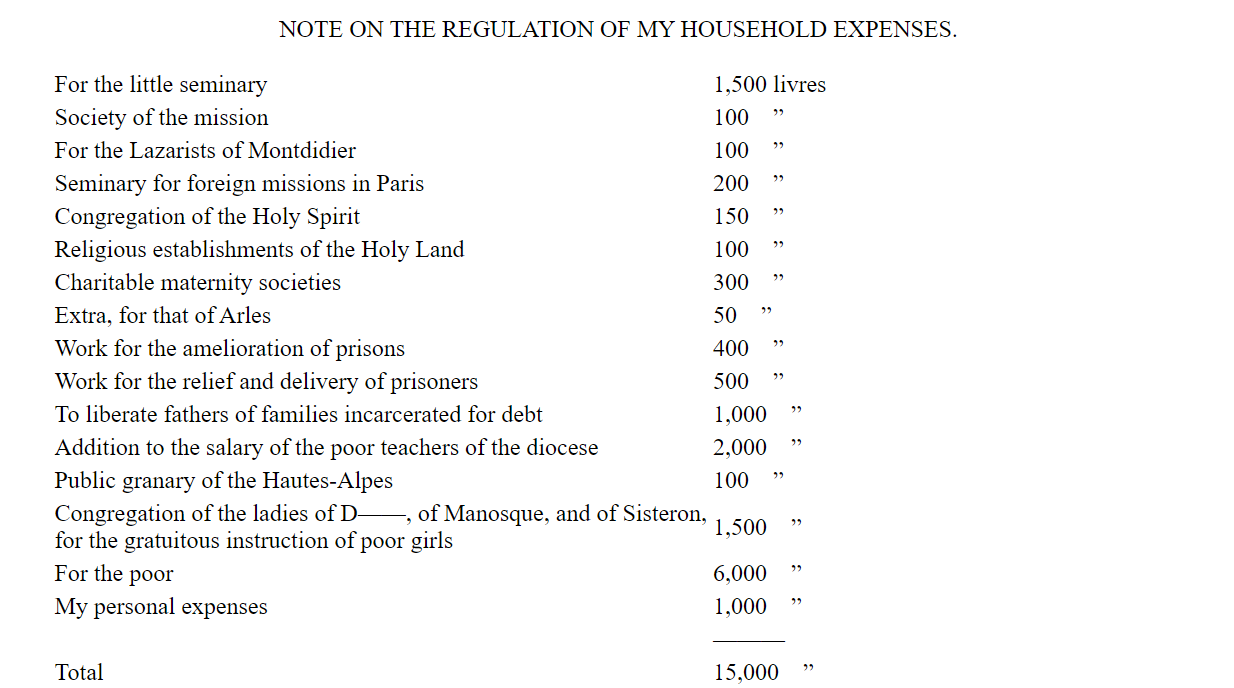 NOTE ON THE REGULATION OF MY HOUSEHOLD EXPENSES.
For the little seminary 1,500 livres
Society of the mission 100 ”
For the Lazarists of Montdidier 100 ”
Seminary for foreign missions in Paris 200 ”
Congregation of the Holy Spirit 150 ”
Religious establishments of the Holy Land 100 ”
Charitable maternity societies 300 ”
Extra, for that of Arles 50 ”
Work for the amelioration of prisons 400 ”
Work for the relief and delivery of prisoners 500 ”
To liberate fathers of families incarcerated for debt 1,000 ”
Addition to the salary of the poor teachers of the diocese 2,000 ”
Public granary of the Hautes-Alpes 100 ”
Congregation of the ladies of D——, of Manosque, and of Sisteron,
for the gratuitous instruction of poor girls 1,500 ”
For the poor 6,000 ”
My personal expenses 1,000 ”
———
Total 15,000 ”